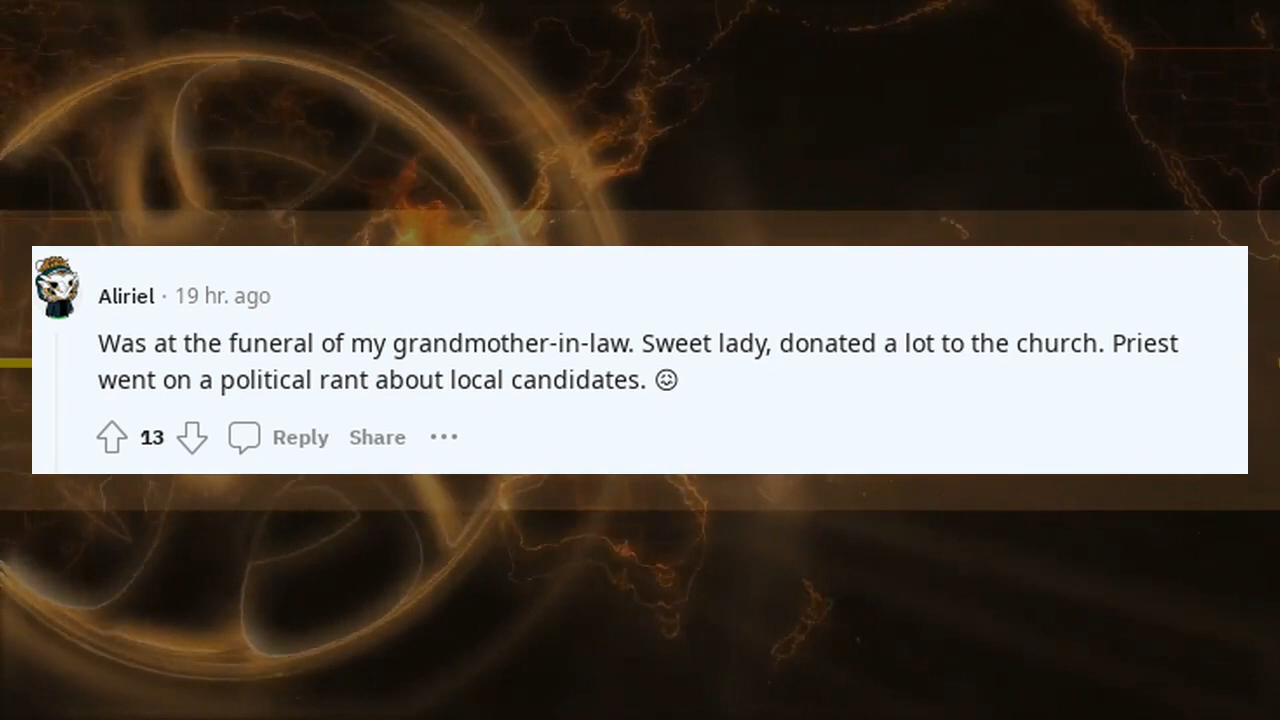 Aliriel · 19 hr. ago
Was at the funeral of my grandmother-in-law. Sweet lady, donated a lot to the church. Priest
went on a political rant about local candidates. 😊
13 Reply Share •••